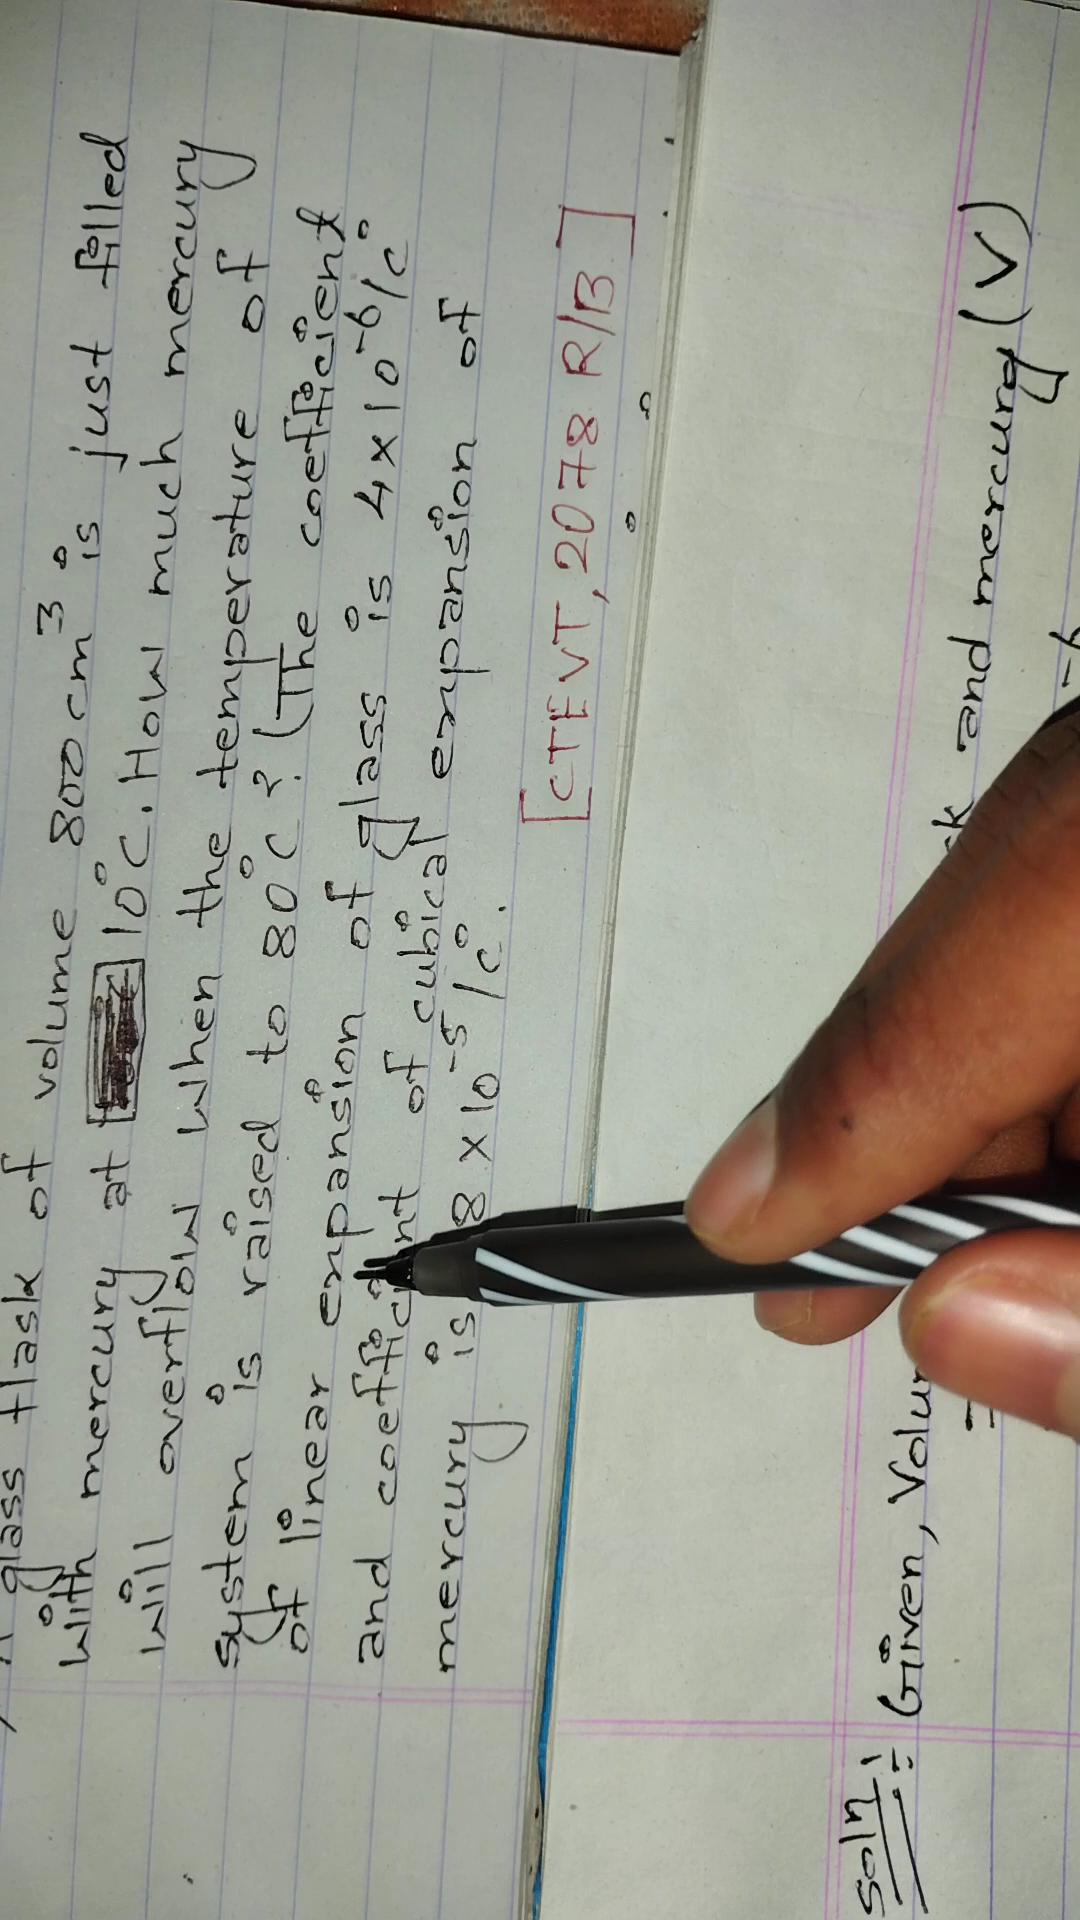 glass flask of volume 800 cm³ is just filled
with mercury at 10°C. How much mercury
will overflow when the temperature of
system is raised to 80°C? (The coefficient
of linear expansion of glass is 4×10⁻⁶/c°
and coefficient of cubical expansion of
mercury is 8×10⁻⁵/c°.
[CTEVT, 2078 R/B]
Soln:
Given, and mercury (V)
=